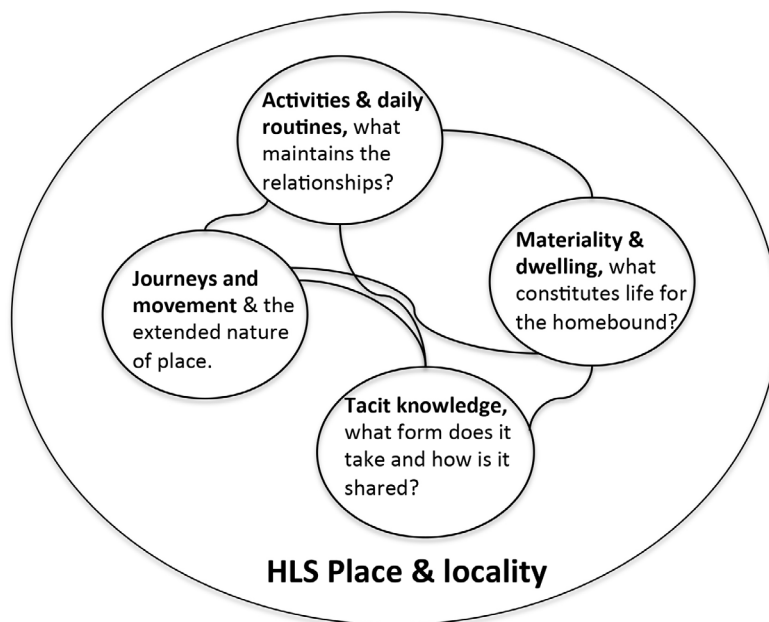 Activities & daily
routines, what
maintains the
relationships?
Materiality &
dwelling, what
constitutes life for
the homebound?
Journeys and
movement & the
extended nature
of place.
Tacit knowledge,
what form does it
take and how is it
shared?
HLS Place & locality